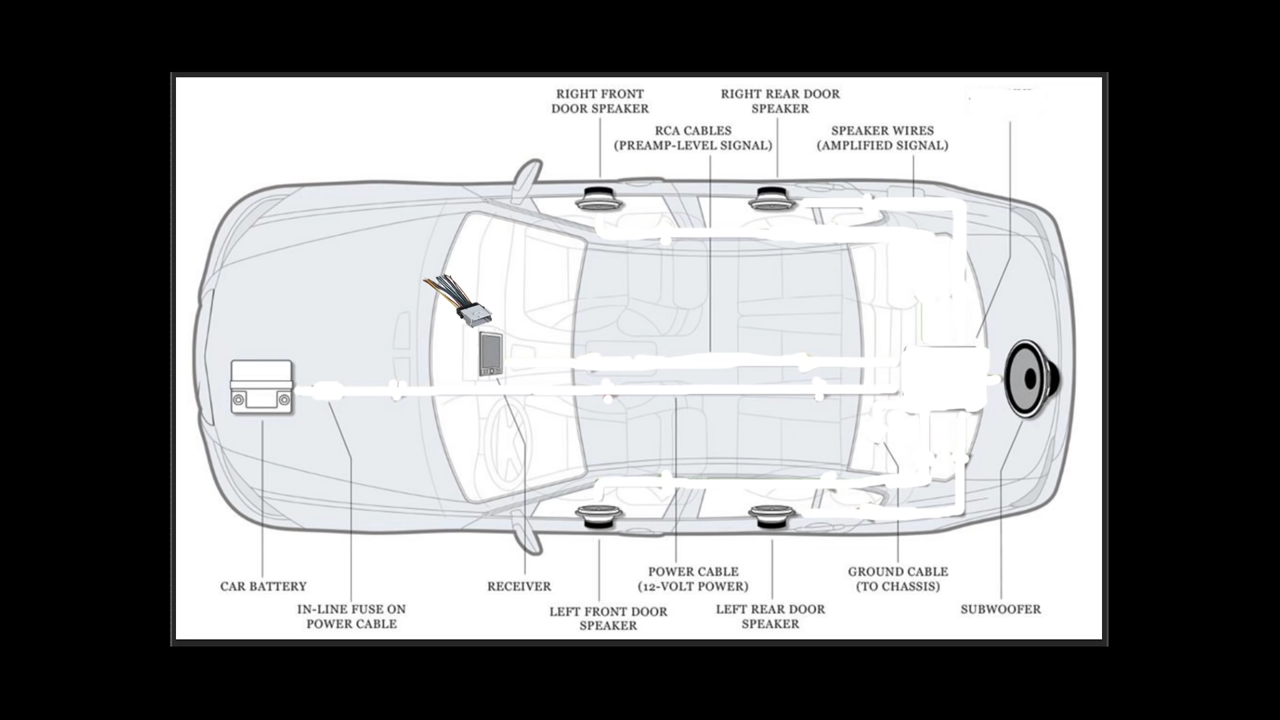 RIGHT FRONT
DOOR SPEAKER
RIGHT REAR DOOR
SPEAKER
RCA CABLES
(PREAMP-LEVEL SIGNAL)
SPEAKER WIRES
(AMPLIFIED SIGNAL)
CAR BATTERY
IN-LINE FUSE ON
POWER CABLE
RECEIVER
LEFT FRONT DOOR
SPEAKER
POWER CABLE
(12-VOLT POWER)
LEFT REAR DOOR
SPEAKER
GROUND CABLE
(TO CHASSIS)
SUBWOOFER